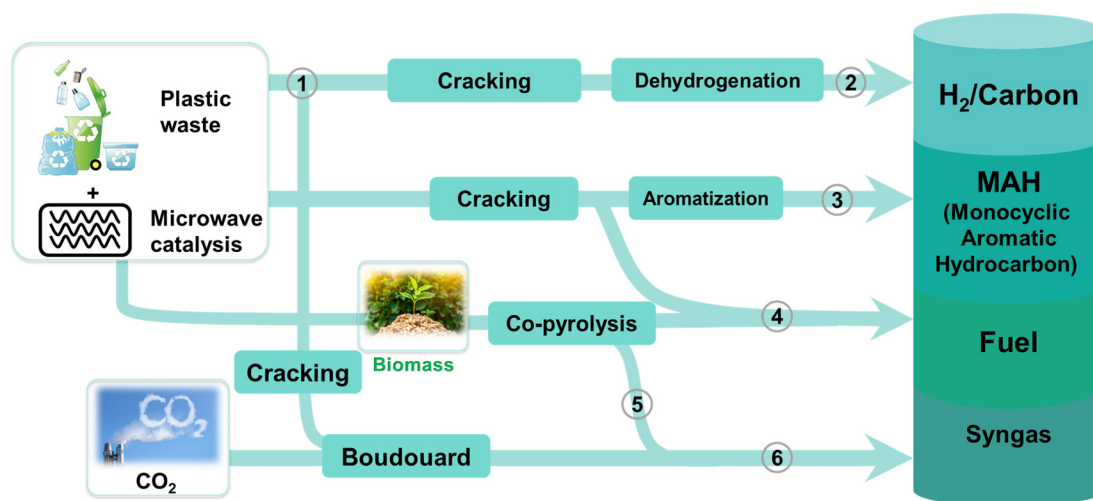 Plastic
waste
+
Microwave
catalysis
1
Cracking
Dehydrogenation
2
H₂/Carbon
Cracking
Aromatization
3
MAH
(Monocyclic
Aromatic
Hydrocarbon)
Biomass
Co-pyrolysis
4
Fuel
Cracking
5
CO₂
CO₂
Boudouard
6
Syngas